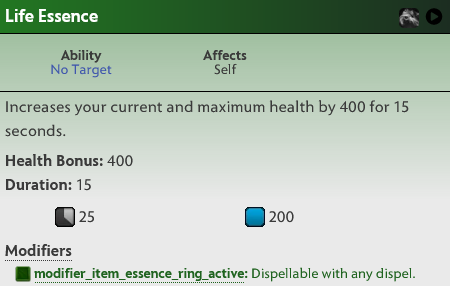 Life Essence
Ability Affects
No Target Self
Increases your current and maximum health by 400 for 15
seconds.
Health Bonus: 400
Duration: 15
25 200
Modifiers
modifier_item_essence_ring_active: Dispellable with any dispel.